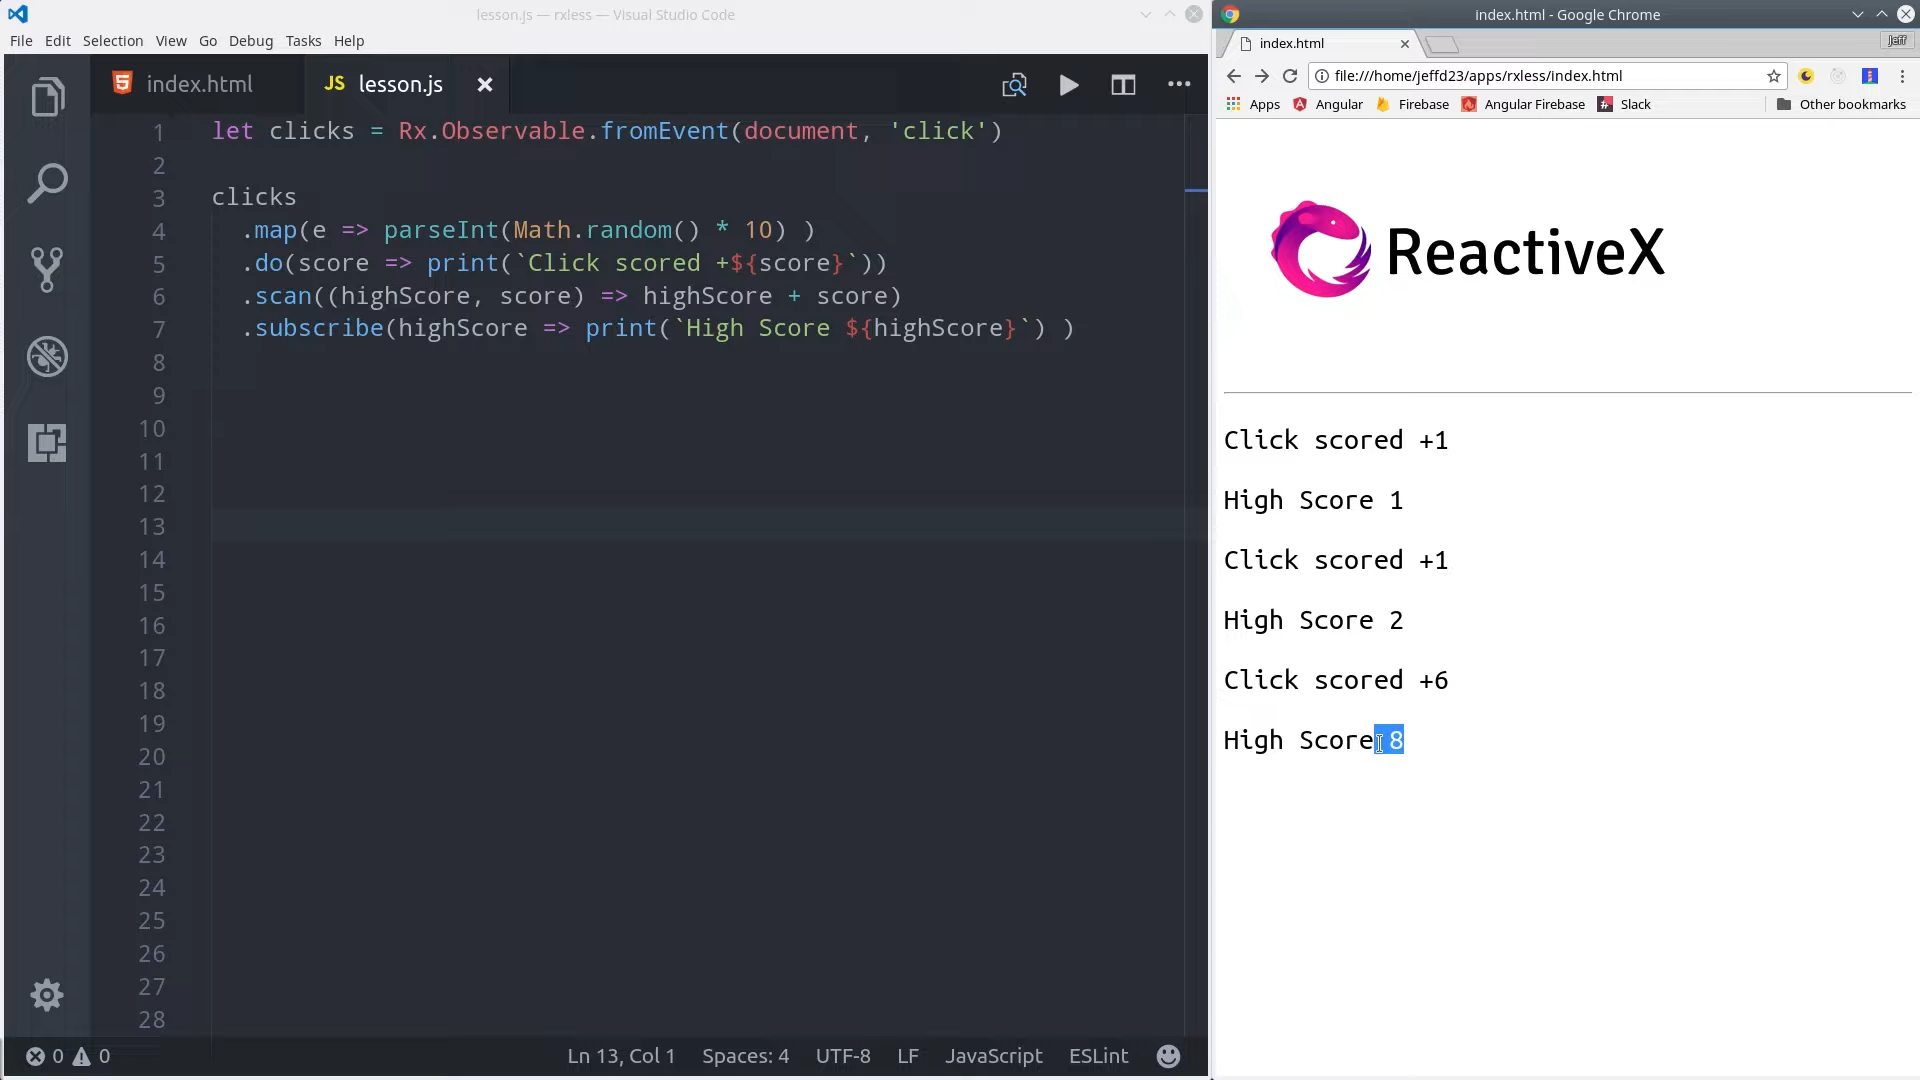 lesson.js — rxless — Visual Studio Code
File Edit Selection View Go Debug Tasks Help
index.html
JS lesson.js
1 let clicks = Rx.Observable.fromEvent(document, 'click')
2
3 clicks
4 .map(e => parseInt(Math.random() * 10) )
5 .do(score => print(`Click scored +${score}`))
6 .scan((highScore, score) => highScore + score)
7 .subscribe(highScore => print(`High Score ${highScore}`) )
8
9
10
11
12
13
14
15
16
17
18
19
20
21
22
23
24
25
26
27
28
0 0 Ln 13, Col 1 Spaces: 4 UTF-8 LF JavaScript ESLint
index.html - Google Chrome
index.html
Jeff
file:///home/jeffd23/apps/rxless/index.html
Apps Angular Firebase Angular Firebase Slack Other bookmarks
ReactiveX
Click scored +1
High Score 1
Click scored +1
High Score 2
Click scored +6
High Score 8